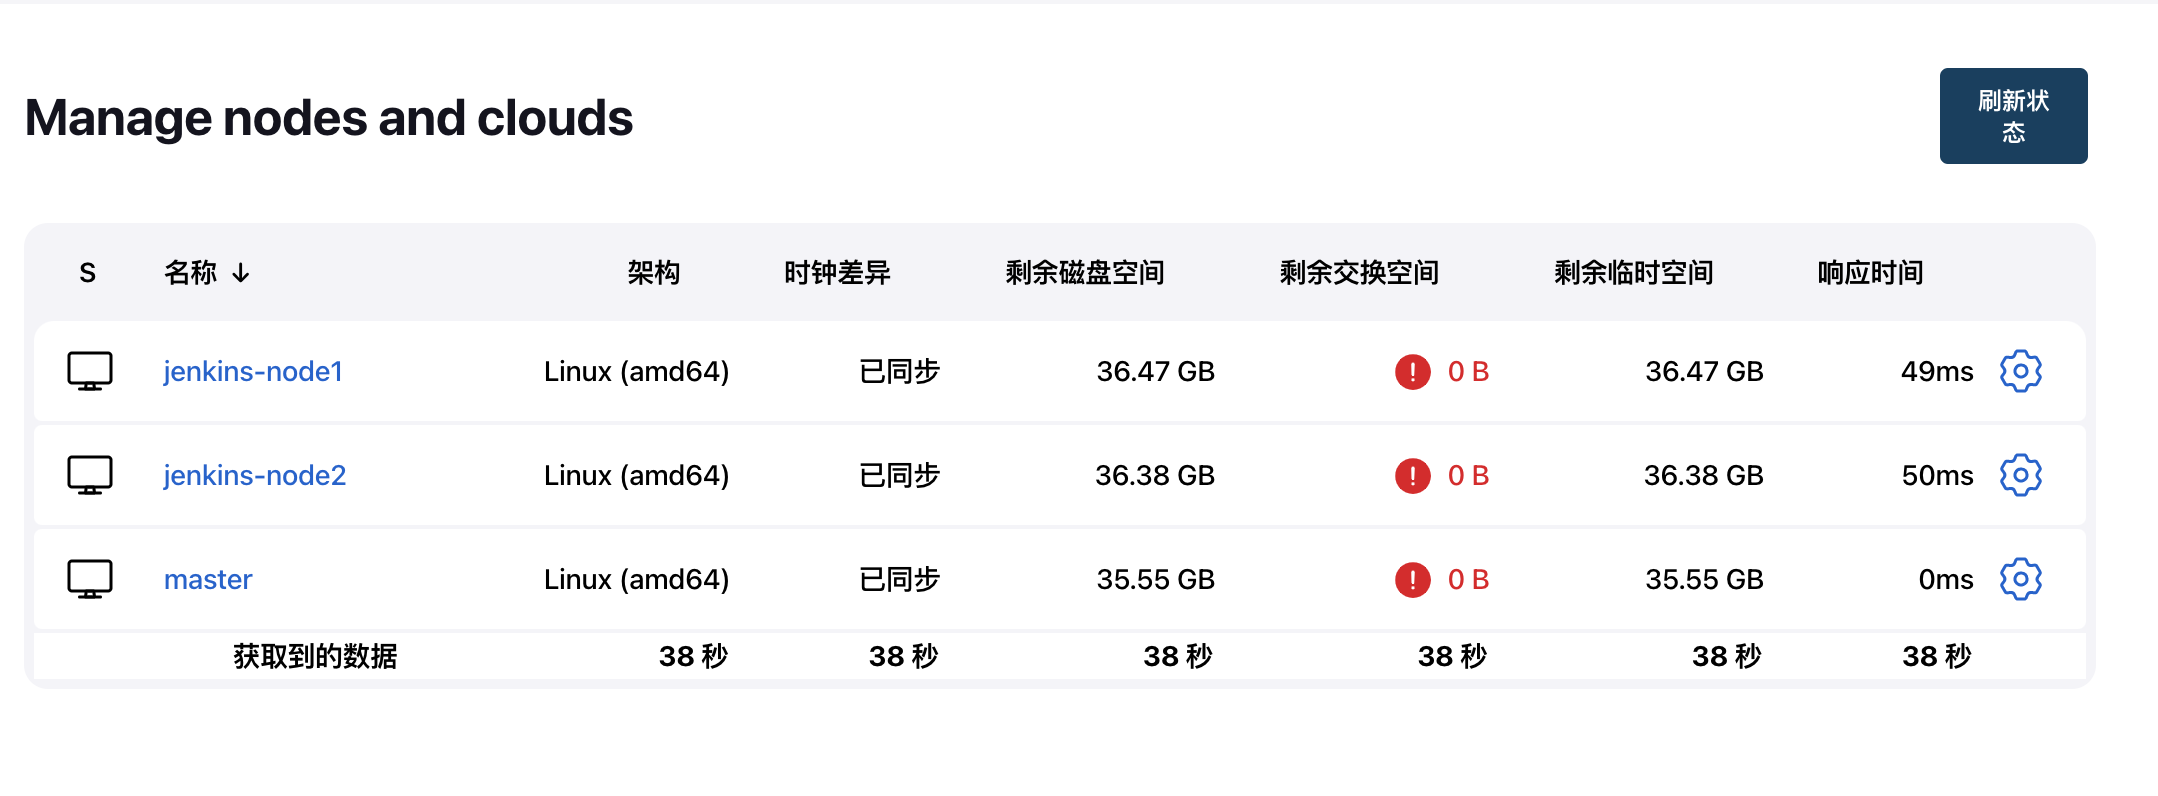 Manage nodes and clouds
刷新状
态
S 名称 ↓ 架构 时钟差异 剩余磁盘空间 剩余交换空间 剩余临时空间 响应时间
jenkins-node1 Linux (amd64) 已同步 36.47 GB ! 0 B 36.47 GB 49ms
jenkins-node2 Linux (amd64) 已同步 36.38 GB ! 0 B 36.38 GB 50ms
master Linux (amd64) 已同步 35.55 GB ! 0 B 35.55 GB 0ms
获取到的数据 38 秒 38 秒 38 秒 38 秒 38 秒 38 秒